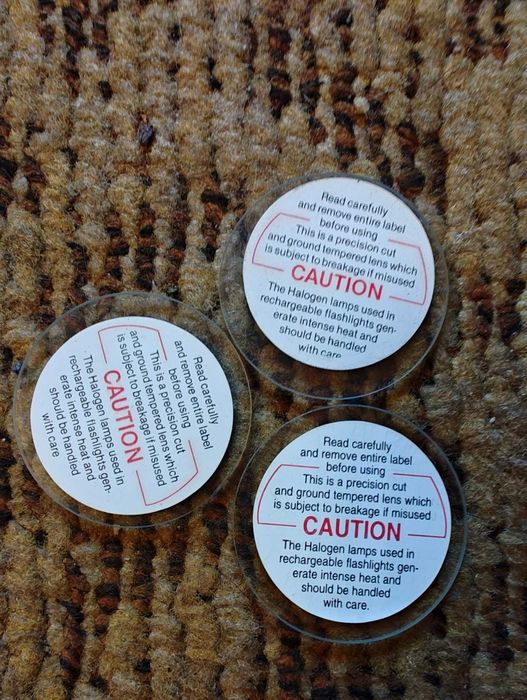 Read carefully
and remove entire label
before using
This is a precision cut
and ground tempered lens which
is subject to breakage if misused
CAUTION
The Halogen lamps used in
rechargeable flashlights gen-
erate intense heat and
should be handled
with care
Read carefully
and remove entire label
before using
This is a precision cut
and ground tempered lens which
is subject to breakage if misused
CAUTION
The Halogen lamps used in
rechargeable flashlights gen-
erate intense heat and
should be handled
with care
Read carefully
and remove entire label
before using
This is a precision cut
and ground tempered lens which
is subject to breakage if misused
CAUTION
The Halogen lamps used in
rechargeable flashlights gen-
erate intense heat and
should be handled
with care.